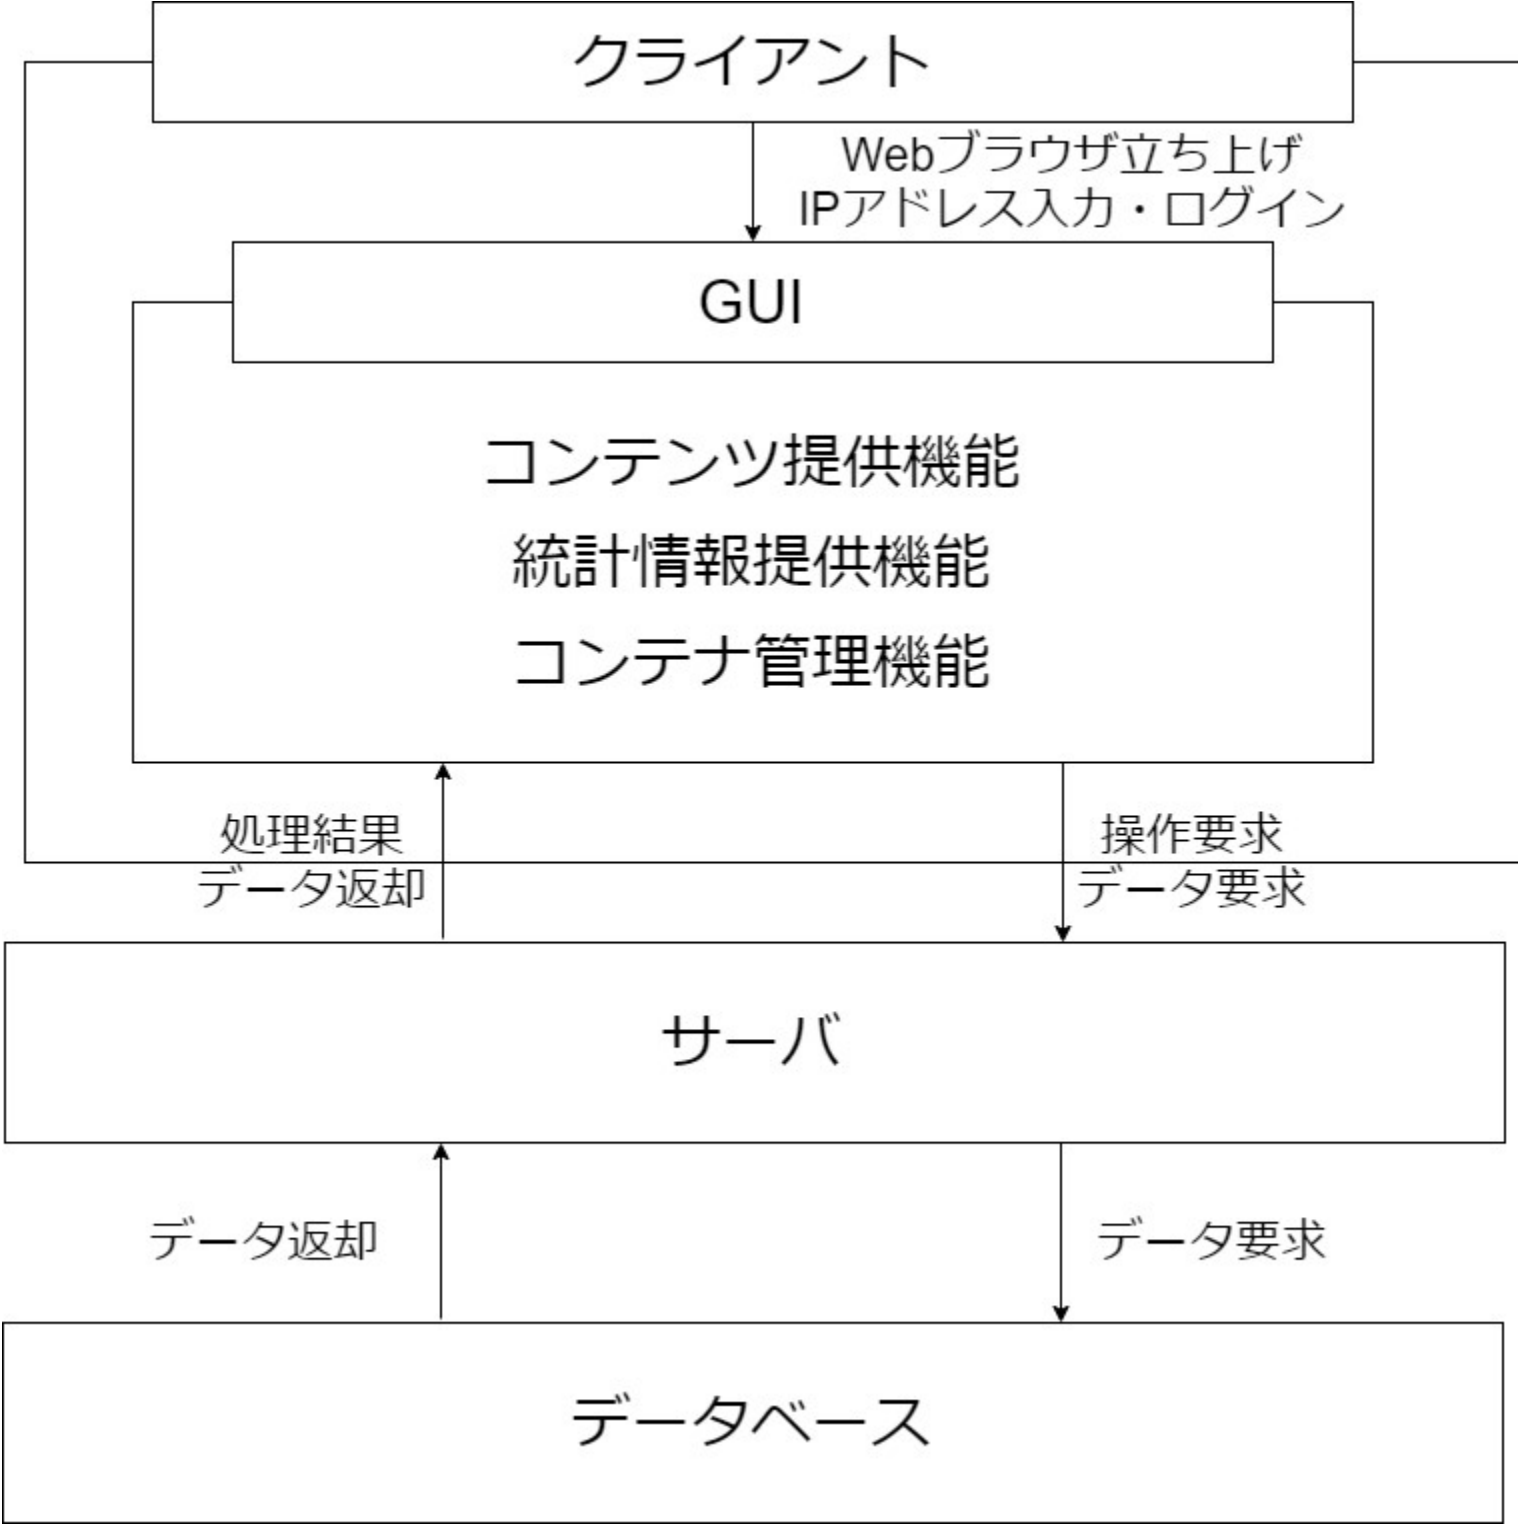 クライアント
Webブラウザ立ち上げ
IPアドレス入力・ログイン
GUI
コンテンツ提供機能
統計情報提供機能
コンテナ管理機能
処理結果
データ返却
操作要求
データ要求
サーバ
データ返却
データ要求
データベース